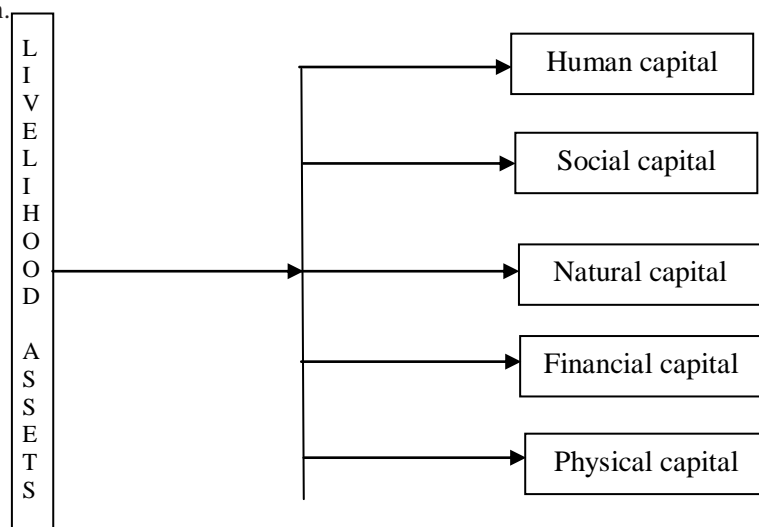 n.
LIVELIHOOD ASSETS
Human capital
Social capital
Natural capital
Financial capital
Physical capital